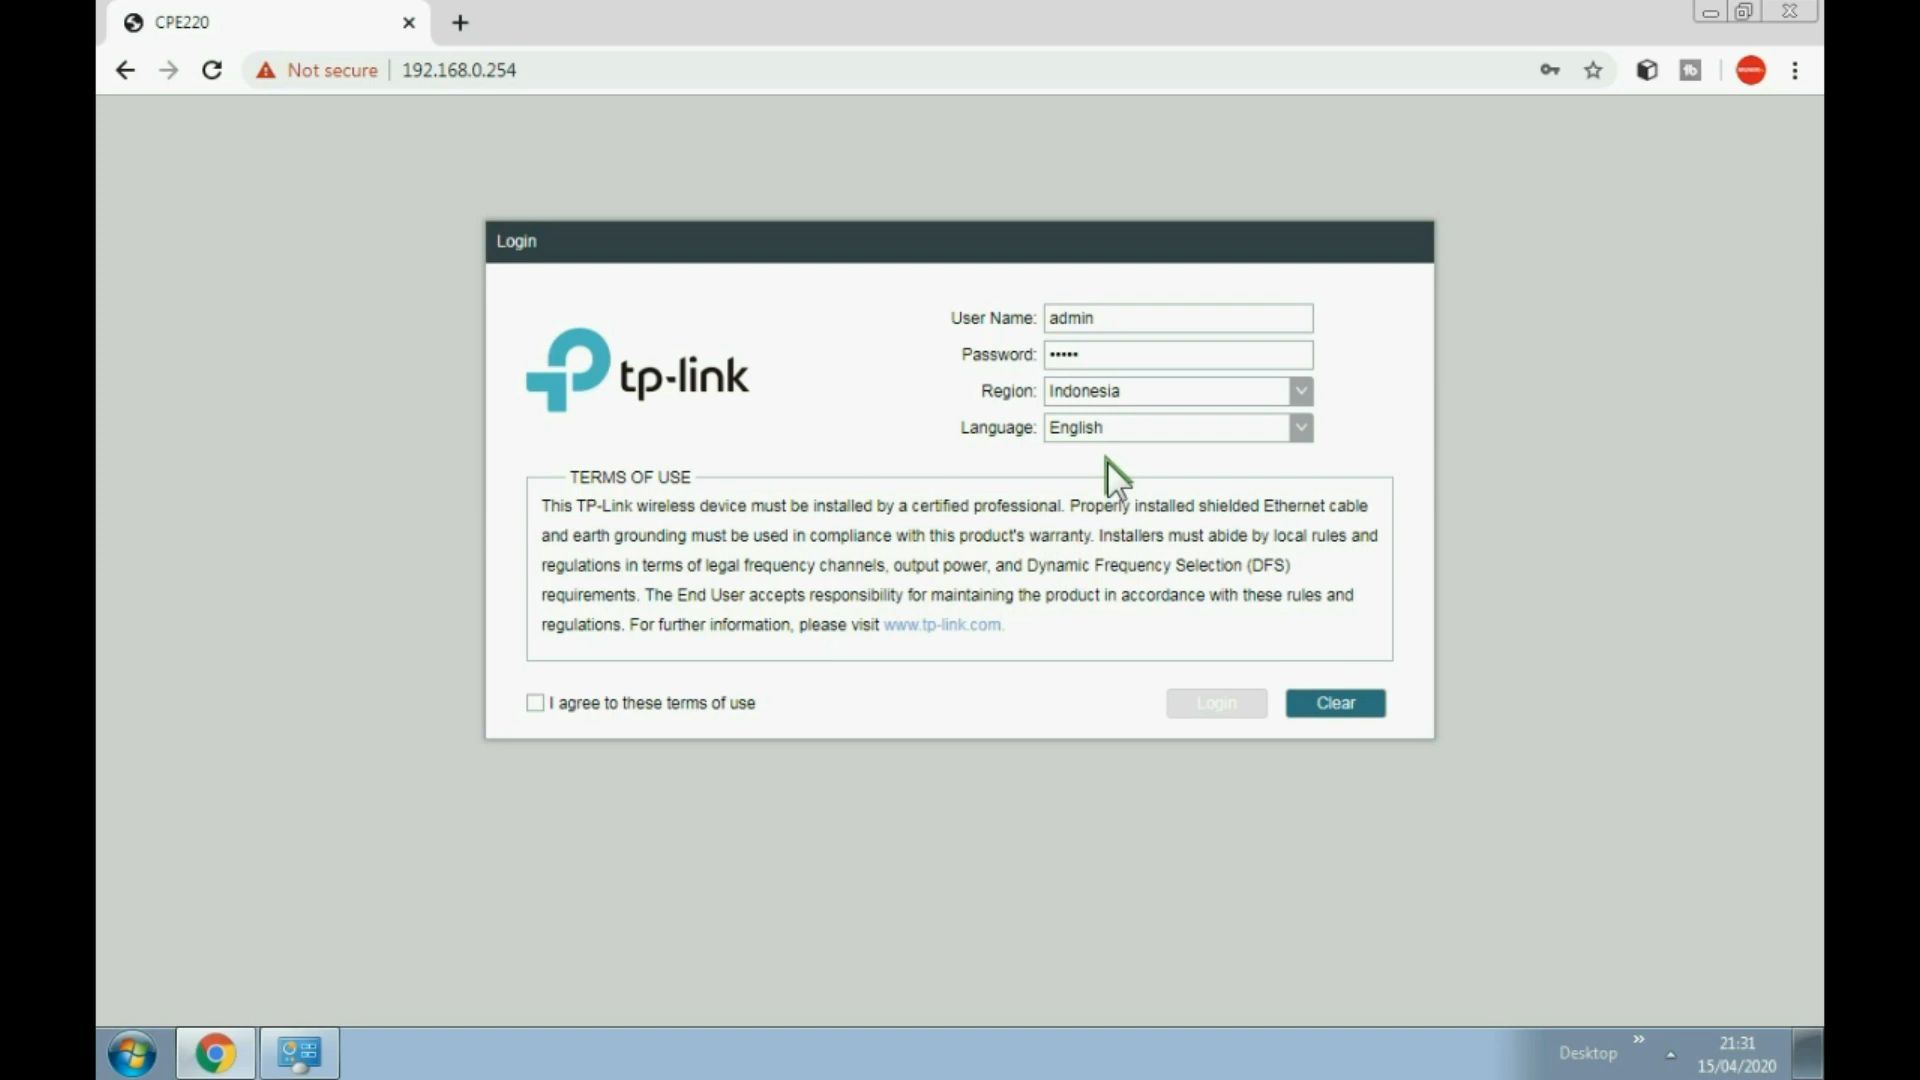 CPE220
Not secure
192.168.0.254
Login
tp-link
User Name: admin
Password: •••••
Region: Indonesia
Language: English
TERMS OF USE
This TP-Link wireless device must be installed by a certified professional. Properly installed shielded Ethernet cable
and earth grounding must be used in compliance with this product's warranty. Installers must abide by local rules and
regulations in terms of legal frequency channels, output power, and Dynamic Frequency Selection (DFS)
requirements. The End User accepts responsibility for maintaining the product in accordance with these rules and
regulations. For further information, please visit www.tp-link.com.
I agree to these terms of use
Login
Clear
Desktop
21:31
15/04/2020